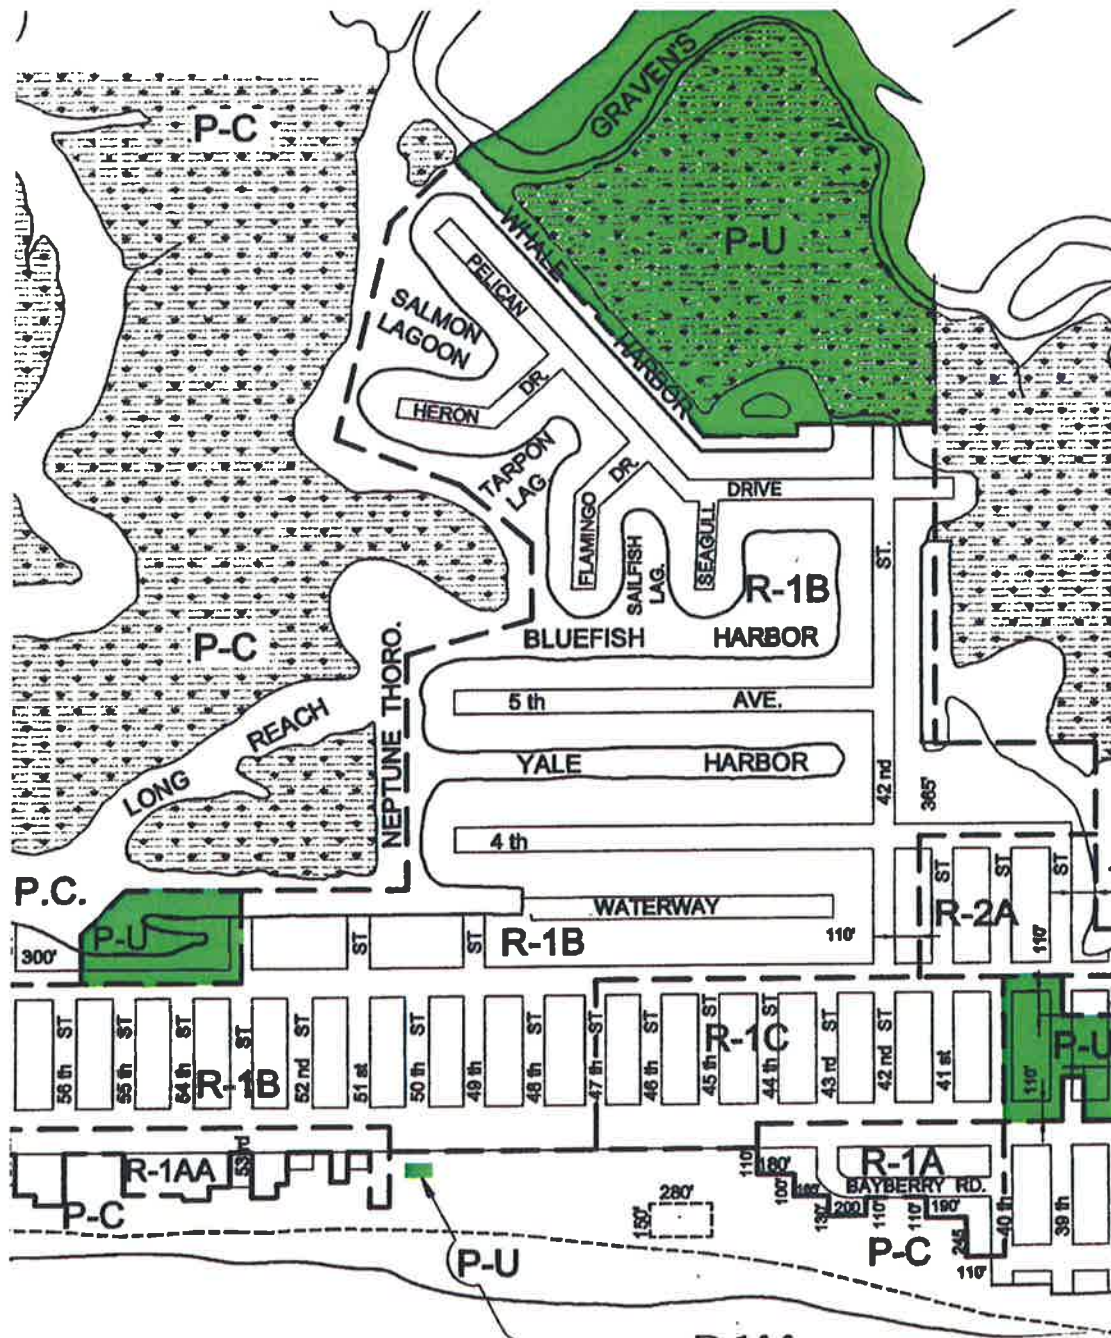 GRAVEN'S
P-C
P-U
WHALE
HARBOR
PELICAN
SALMON
LAGOON
DR.
HERON
TARPON
LAG.
DR.
DRIVE
FLAMINGO
SEAGULL
SAILFISH
LAG.
ST.
R-1B
BLUEFISH HARBOR
P-C
NEPTUNE THORO.
5 th AVE.
REACH
LONG
YALE HARBOR
42 nd
365'
4 th
ST ST ST
P.C.
R-2A
WATERWAY
P-U
R-1B
110'
110'
300'
ST ST
ST ST ST ST ST ST ST ST ST ST ST ST ST
R-1C
P-U
R-1B
56 th 55 th 54 th 52 nd 51 st 50 th 49 th 48 th 47 th 46 th 45 th 44 th 43 rd 42 nd 41 st
110'
R-1AA
53 rd
110'
180'
R-1A
BAYBERRY RD.
100'
165'
P-C
280'
150'
130'
200
110'
110'
190'
245
40 th
39 th
P-C
110'
P-U